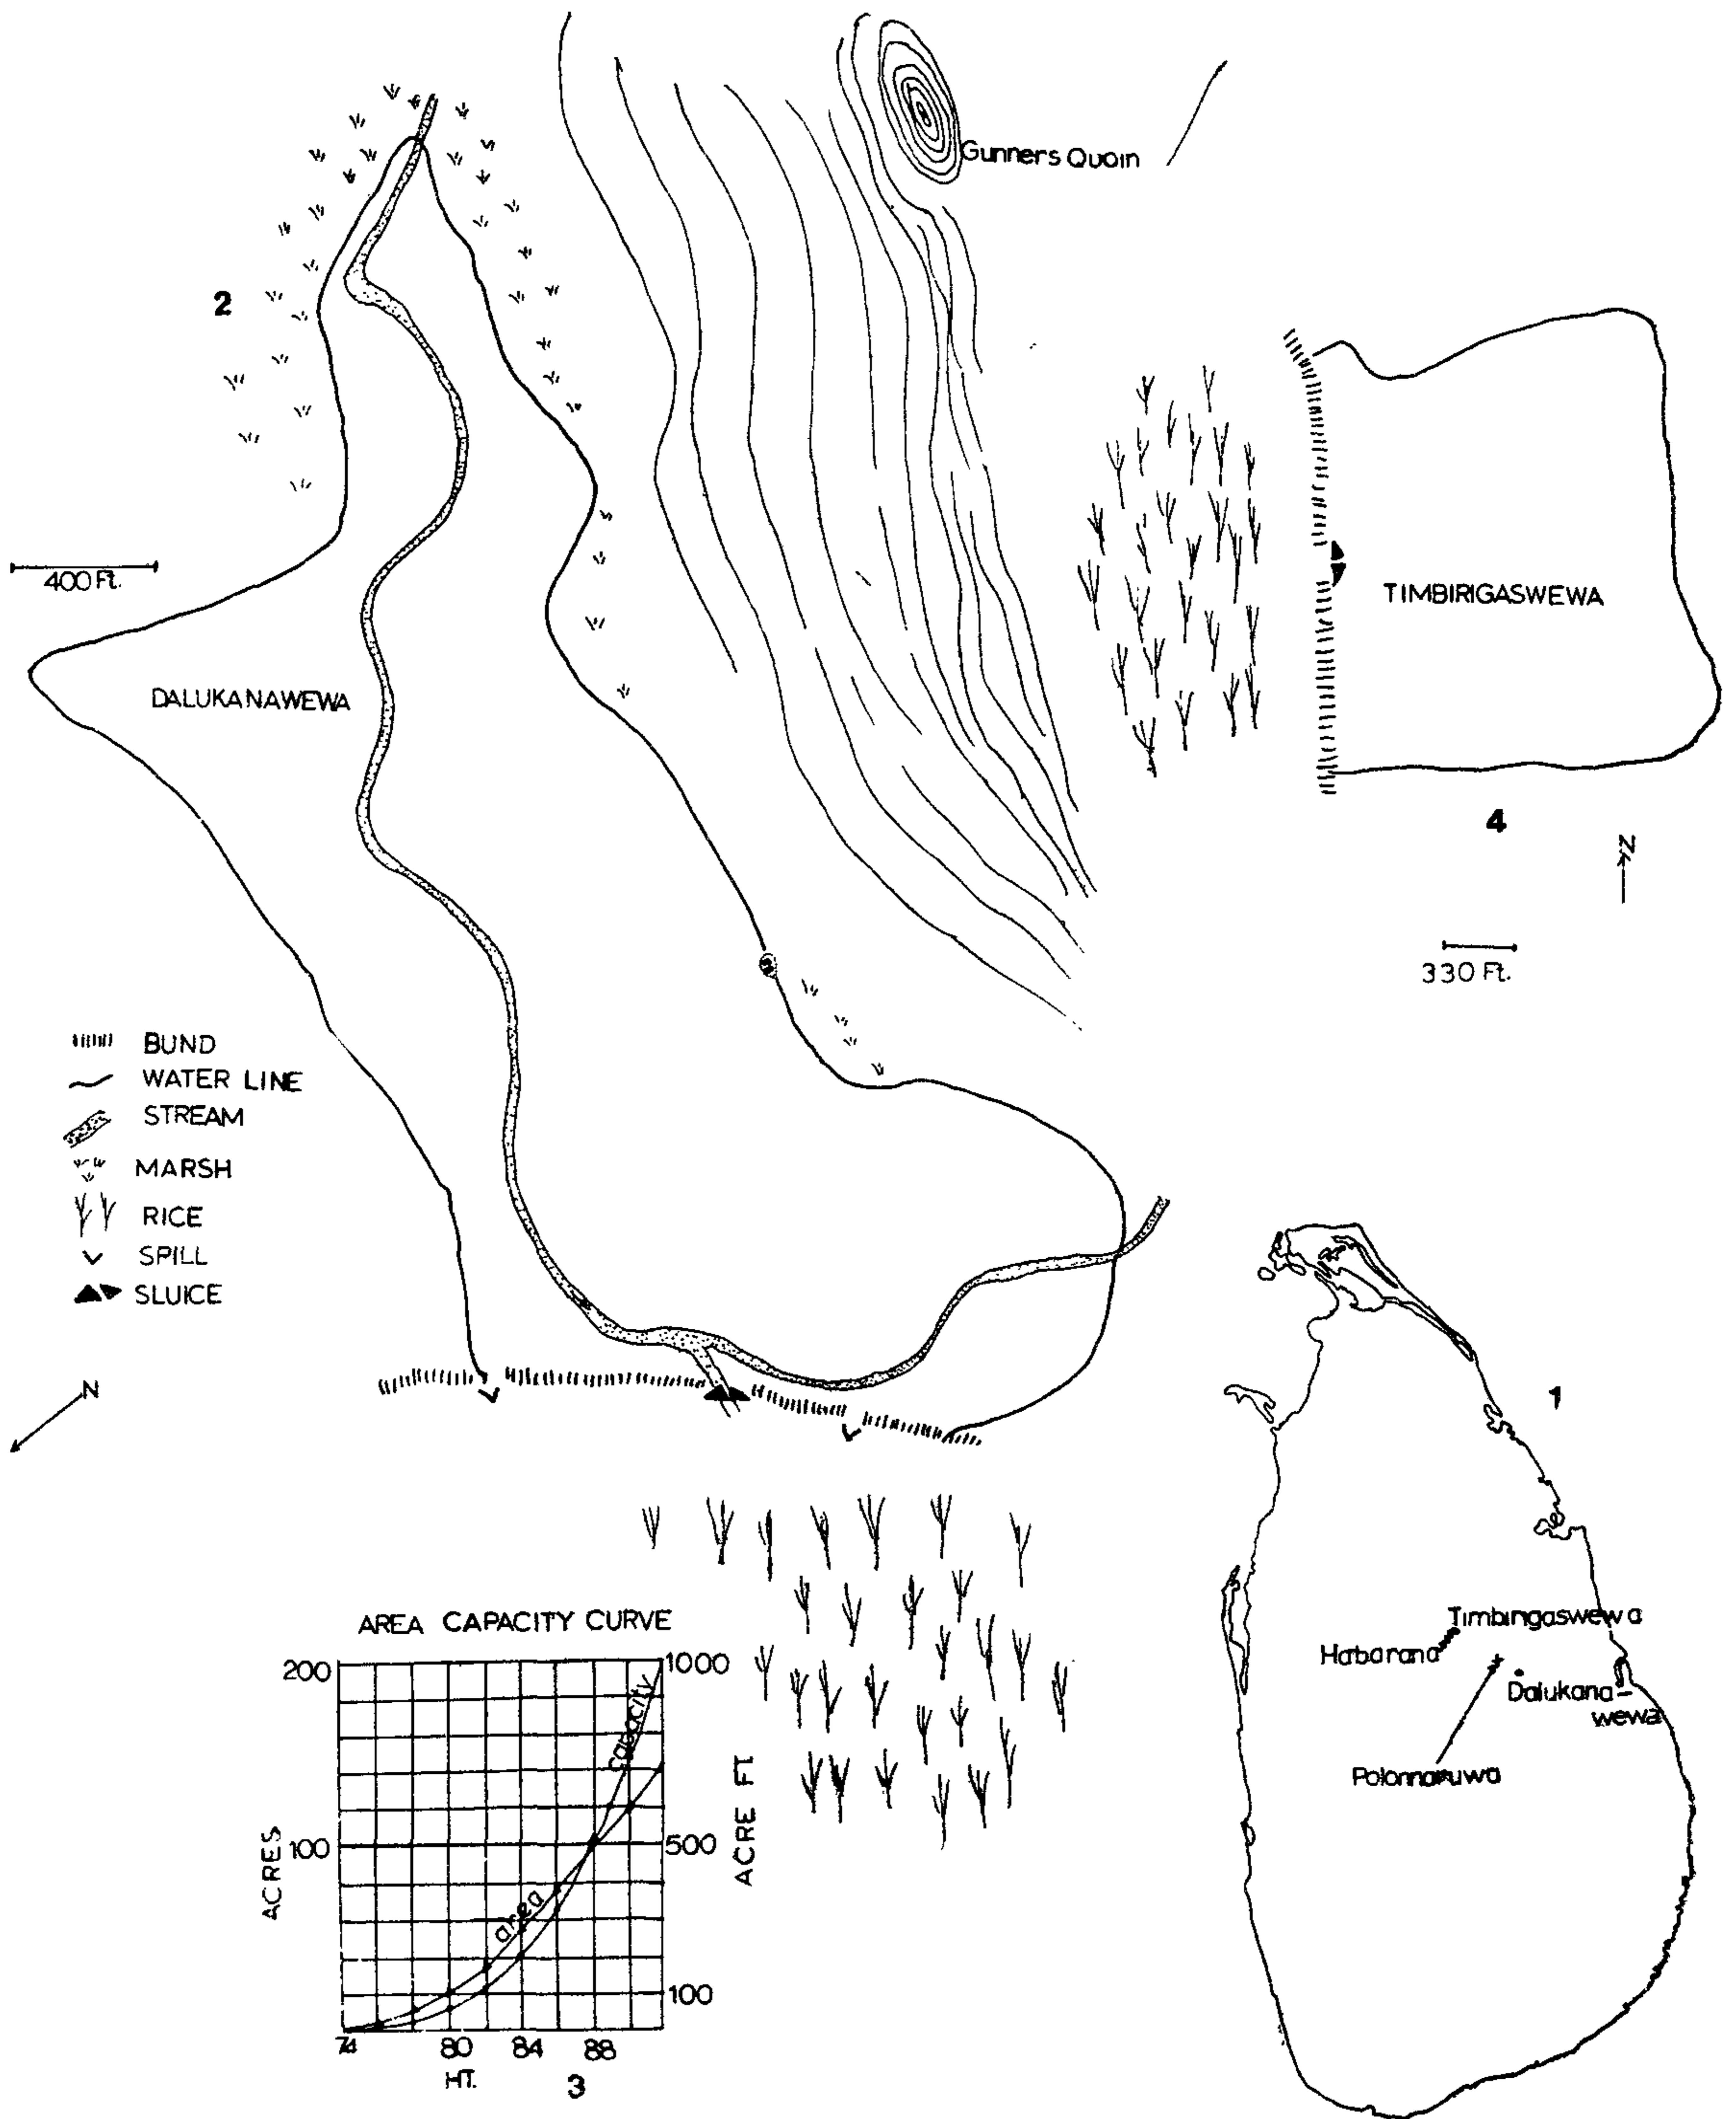 Gunners Quoin
2
400 Ft.
TIMBIRIGASWEWA
DALUKANAWEWA
4
N
330 Ft.
BUND
WATER LINE
STREAM
MARSH
RICE
SPILL
SLUICE
N
1
Timbirigaswewa
Habarana
Dalukana-
wewa
Polonnaruwa
AREA CAPACITY CURVE
200
1000
capacity
ACRES
100
500
ACRE FT.
area
100
74
80
84
88
HT.
3